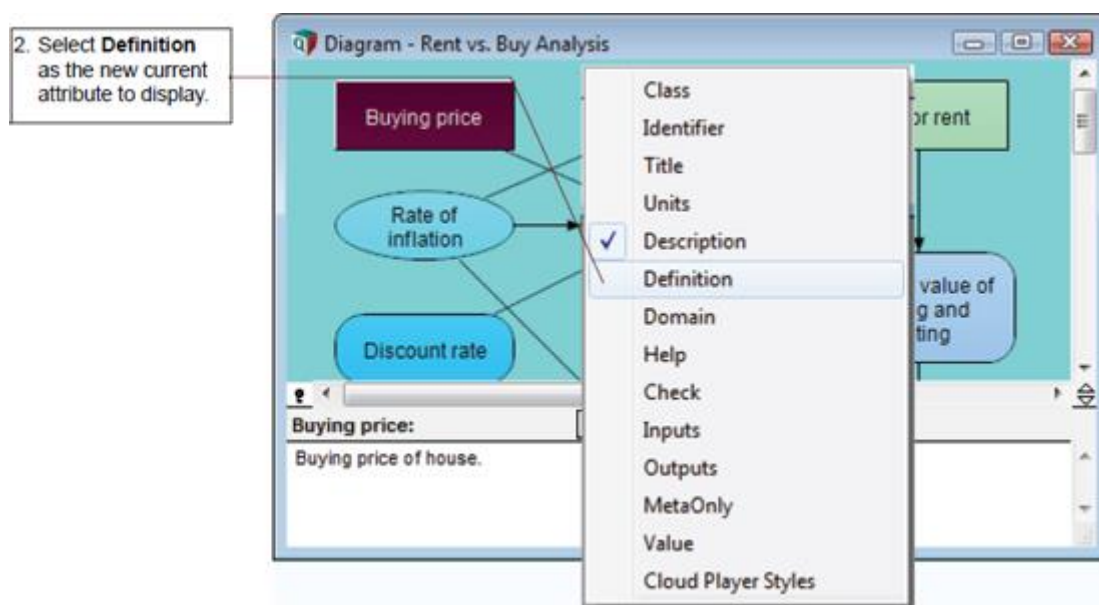 2. Select Definition
as the new current
attribute to display.
Diagram - Rent vs. Buy Analysis
Buying price
or rent
Rate of
inflation
value of
g and
ting
Discount rate
Class
Identifier
Title
Units
Description
Definition
Domain
Help
Check
Inputs
Outputs
MetaOnly
Value
Cloud Player Styles
Buying price:
Buying price of house.